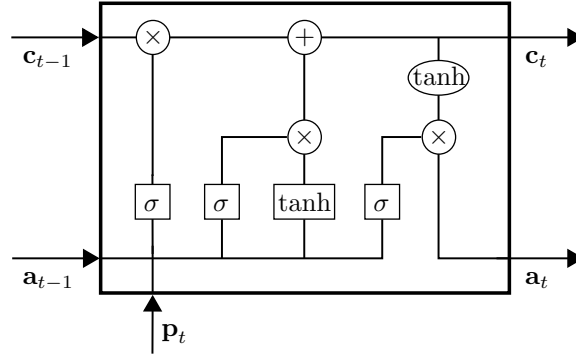 × +
c_{t−1} c_t
tanh
× ×
σ σ tanh σ
a_{t−1} a_t
p_t